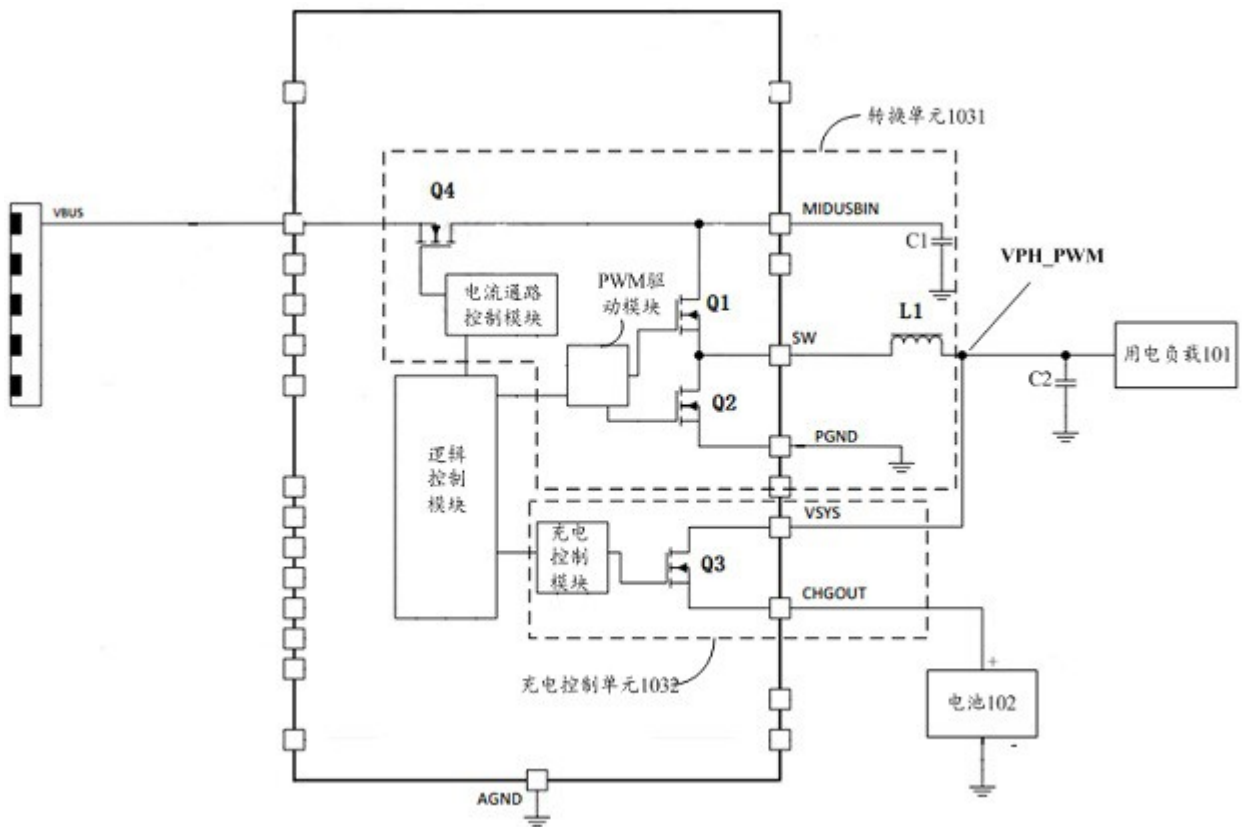 转换单元1031
Q4
VBUS
MIDUSBIN
C1
VPH_PWM
PWM驱
动模块
电流通路
控制模块
Q1
L1
SW
用电负载101
C2
Q2
PGND
逻辑
控制
模块
VSYS
充电
控制
模块
Q3
CHGOUT
+
充电控制单元1032
电池102
-
AGND